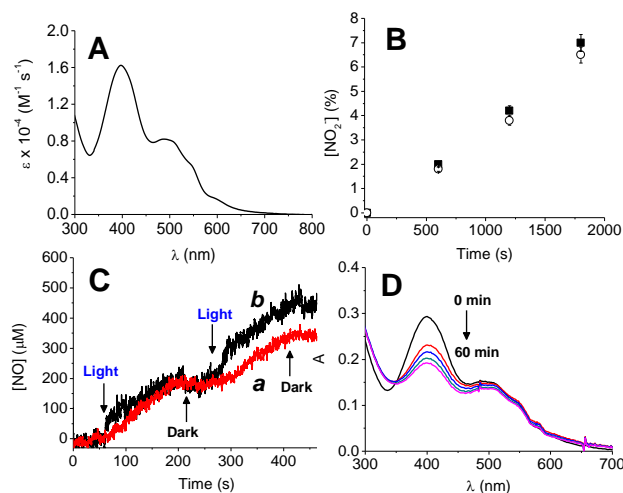 A
ε x 10⁻⁴ (M⁻¹ s⁻¹)
2.0
1.6
1.2
0.8
0.4
0.0
300 400 500 600 700 800
λ (nm)
B
[NO₂] (%)
8
7
6
5
4
3
2
1
0
0 500 1000 1500 2000
Time (s)
C
[NO] (μM)
600
500
400
300
200
100
0
Light
Light
b
a
Dark
Dark
0 100 200 300 400
Time (s)
D
A
0.4
0.3
0.2
0.1
0.0
0 min
60 min
300 400 500 600 700
λ (nm)